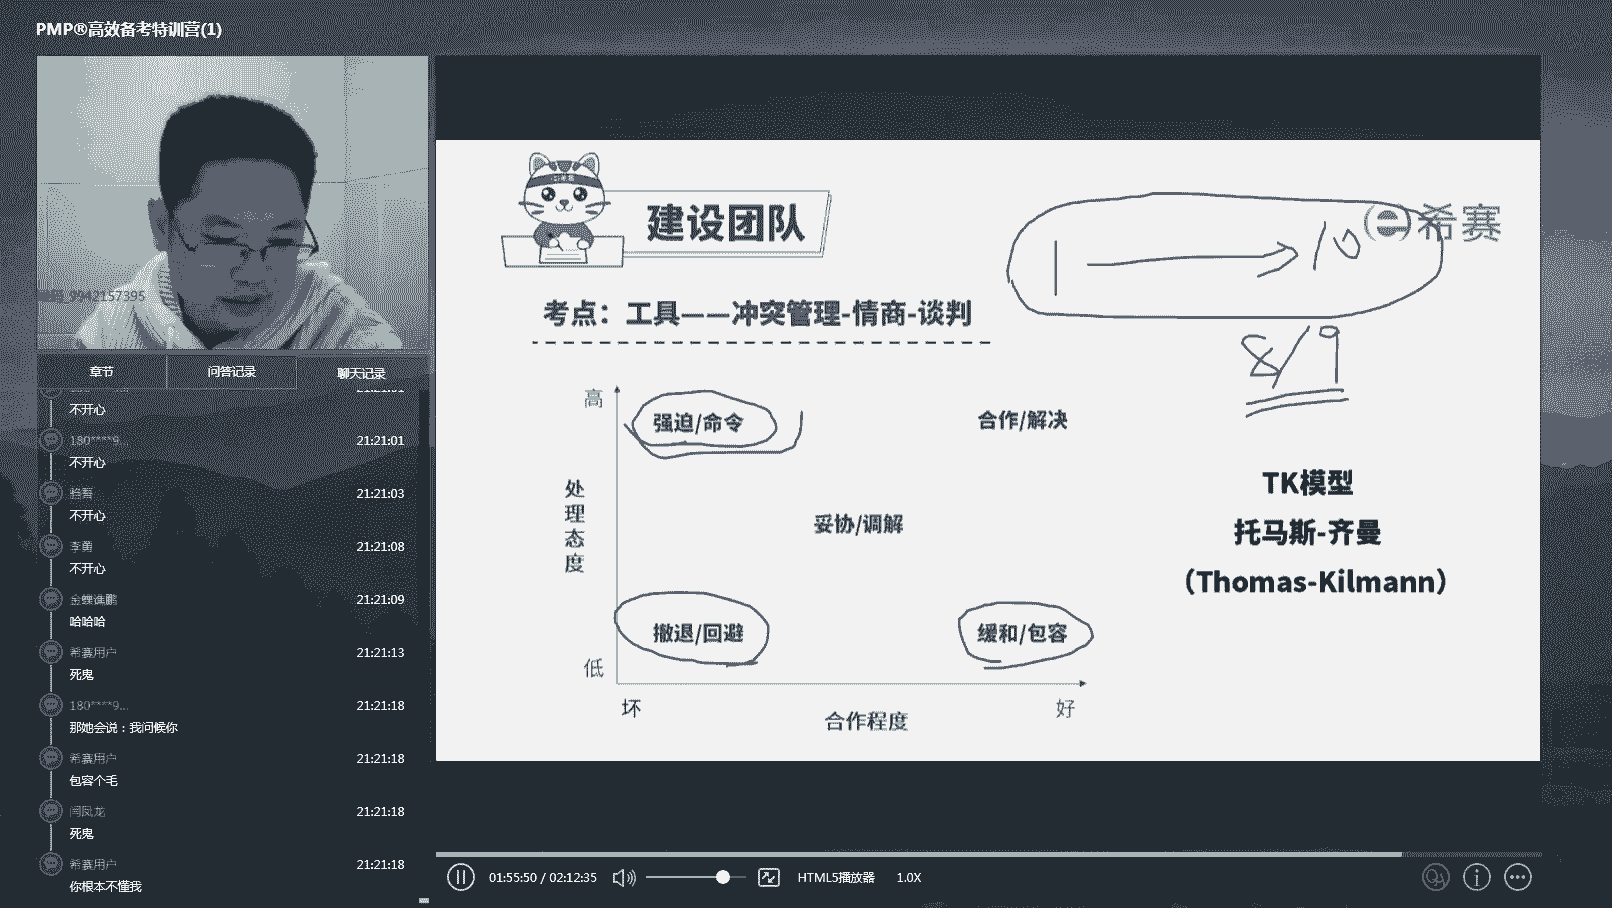 PMP®高效备考特训营(1)
9942157395
章节
问答记录
聊天记录
不开心
180****9...
21:21:01
不开心
21:21:03
不开心
李勇
21:21:08
不开心
21:21:09
哈哈哈
希赛用户
21:21:13
死鬼
180****9...
21:21:18
那她会说：我问候你
希赛用户
21:21:18
包容个毛
闫凤龙
21:21:18
死鬼
希赛用户
21:21:18
你根本不懂我
建设团队
希赛
1 → 10
8/9
考点：工具——冲突管理-情商-谈判
高
强迫/命令
合作/解决
处理态度
妥协/调解
撤退/回避
缓和/包容
低
坏
好
合作程度
TK模型
托马斯-齐曼
（Thomas-Kilmann）
01:55:50 / 02:12:35
HTML5播放器
1.0X